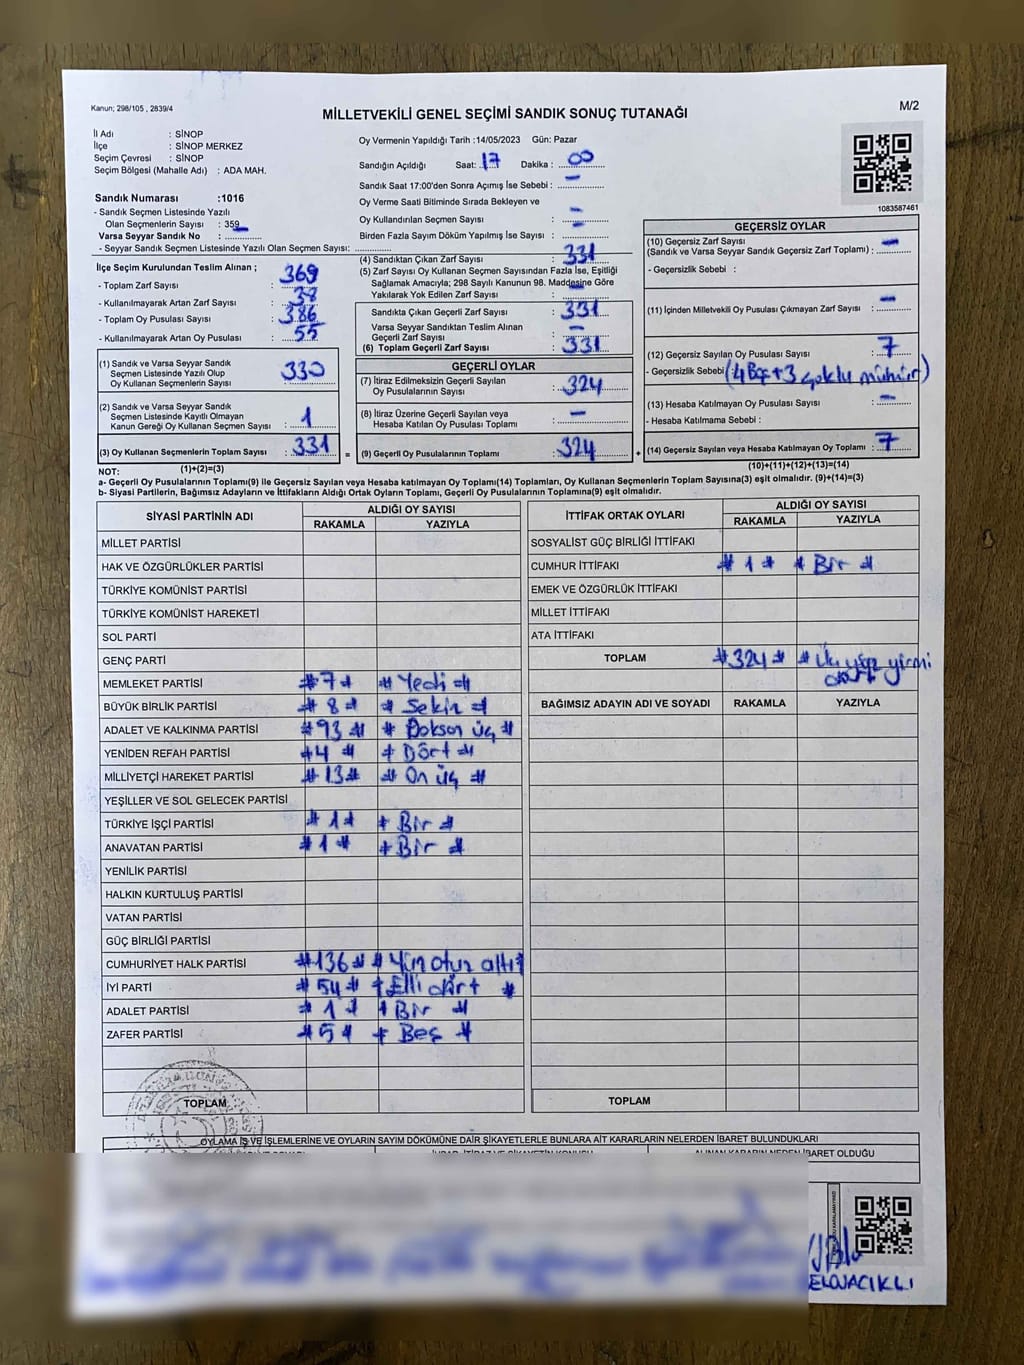 Kanun; 298/105 , 2839/4
MİLLETVEKİLİ GENEL SEÇİMİ SANDIK SONUÇ TUTANAĞI
M/2
İl Adı : SİNOP
İlçe : SİNOP MERKEZ
Seçim Çevresi : SİNOP
Seçim Bölgesi (Mahalle Adı) : ADA MAH.
Sandık Numarası :1016
- Sandık Seçmen Listesinde Yazılı
Olan Seçmenlerin Sayısı : 359
Varsa Seyyar Sandık No :
- Seyyar Sandık Seçmen Listesinde Yazılı Olan Seçmen Sayısı:
Oy Vermenin Yapıldığı Tarih :14/05/2023 Gün: Pazar
Sandığın Açıldığı Saat: 17 Dakika : 00
Sandık Saat 17:00'den Sonra Açımış İse Sebebi : -
Oy Verme Saati Bitiminde Sırada Bekleyen ve
Oy Kullandırılan Seçmen Sayısı : -
Birden Fazla Sayım Döküm Yapılmış İse Sayısı : -
1083587461
İlçe Seçim Kurulundan Teslim Alınan ;
- Toplam Zarf Sayısı : 369
- Kullanılmayarak Artan Zarf Sayısı : 38
- Toplam Oy Pusulası Sayısı : 386
- Kullanılmayarak Artan Oy Pusulası : 55
(1) Sandık ve Varsa Seyyar Sandık
Seçmen Listesinde Yazılı Olup
Oy Kullanan Seçmenlerin Sayısı : 330
(2) Sandık ve Varsa Seyyar Sandık
Seçmen Listesinde Kayıtlı Olmayan
Kanun Gereği Oy Kullanan Seçmen Sayısı : 1
(3) Oy Kullanan Seçmenlerin Toplam Sayısı : 331 =
(4) Sandıktan Çıkan Zarf Sayısı : 331
(5) Zarf Sayısı Oy Kullanan Seçmen Sayısından Fazla İse, Eşitliği
Sağlamak Amacıyla; 298 Sayılı Kanunun 98. Maddesine Göre
Yakılarak Yok Edilen Zarf Sayısı : -
Sandıkta Çıkan Geçerli Zarf Sayısı : 331
Varsa Seyyar Sandıktan Teslim Alınan
Geçerli Zarf Sayısı : -
(6) Toplam Geçerli Zarf Sayısı : 331
GEÇERLİ OYLAR
(7) İtiraz Edilmeksizin Geçerli Sayılan
Oy Pusulalarının Sayısı : 324
(8) İtiraz Üzerine Geçerli Sayılan veya
Hesaba Katılan Oy Pusulası Toplamı : -
(9) Geçerli Oy Pusulalarının Toplamı : 324 +
GEÇERSİZ OYLAR
(10) Geçersiz Zarf Sayısı
(Sandık ve Varsa Seyyar Sandık Geçersiz Zarf Toplamı) : -
- Geçersizlik Sebebi :
(11) İçinden Milletvekili Oy Pusulası Çıkmayan Zarf Sayısı : -
(12) Geçersiz Sayılan Oy Pusulası Sayısı : 7
- Geçersizlik Sebebi : (4 Boş + 3 çoklu mühür)
(13) Hesaba Katılmayan Oy Pusulası Sayısı : -
- Hesaba Katılmama Sebebi :
(14) Geçersiz Sayılan veya Hesaba Katılmayan Oy Toplamı : 7
NOT: (1)+(2)=(3) (10)+(11)+(12)+(13)=(14)
a- Geçerli Oy Pusulalarının Toplamı(9) ile Geçersiz Sayılan veya Hesaba katılmayan Oy Toplamı(14) Toplamları, Oy Kullanan Seçmenlerin Toplam Sayısına(3) eşit olmalıdır. (9)+(14)=(3)
b- Siyasi Partilerin, Bağımsız Adayların ve İttifakların Aldığı Ortak Oyların Toplamı, Geçerli Oy Pusulalarının Toplamına(9) eşit olmalıdır.
SİYASİ PARTİNİN ADI ALDIĞI OY SAYISI
RAKAMLA YAZIYLA
MİLLET PARTİSİ
HAK VE ÖZGÜRLÜKLER PARTİSİ
TÜRKİYE KOMÜNİST PARTİSİ
TÜRKİYE KOMÜNİST HAREKETİ
SOL PARTİ
GENÇ PARTİ
MEMLEKET PARTİSİ #7# # Yedi #
BÜYÜK BİRLİK PARTİSİ # 8# # Sekiz #
ADALET VE KALKINMA PARTİSİ #93 # # Doksan üç #
YENİDEN REFAH PARTİSİ #4 # # Dört #
MİLLİYETÇİ HAREKET PARTİSİ # 13# # On üç #
YEŞİLLER VE SOL GELECEK PARTİSİ
TÜRKİYE İŞÇİ PARTİSİ # 1# # Bir #
ANAVATAN PARTİSİ #1 # # Bir #
YENİLİK PARTİSİ
HALKIN KURTULUŞ PARTİSİ
VATAN PARTİSİ
GÜÇ BİRLİĞİ PARTİSİ
CUMHURİYET HALK PARTİSİ #136# # Yüz otuz altı #
İYİ PARTİ # 54 # # Elli dört #
ADALET PARTİSİ # 1 # # Bir #
ZAFER PARTİSİ #5# # Beş #
TOPLAM
İTTİFAK ORTAK OYLARI ALDIĞI OY SAYISI
RAKAMLA YAZIYLA
SOSYALİST GÜÇ BİRLİĞİ İTTİFAKI
CUMHUR İTTİFAKI # 1 # # Bir #
EMEK VE ÖZGÜRLÜK İTTİFAKI
MİLLET İTTİFAKI
ATA İTTİFAKI
TOPLAM #324# # Üç yüz yirmi
dört #
BAĞIMSIZ ADAYIN ADI VE SOYADI RAKAMLA YAZIYLA
TOPLAM
OYLAMA İŞ VE İŞLEMLERİNE VE OYLARIN SAYIM DÖKÜMÜNE DAİR ŞİKAYETLERLE BUNLARA AİT KARARLARIN NELERDEN İBARET BULUNDUKLARI